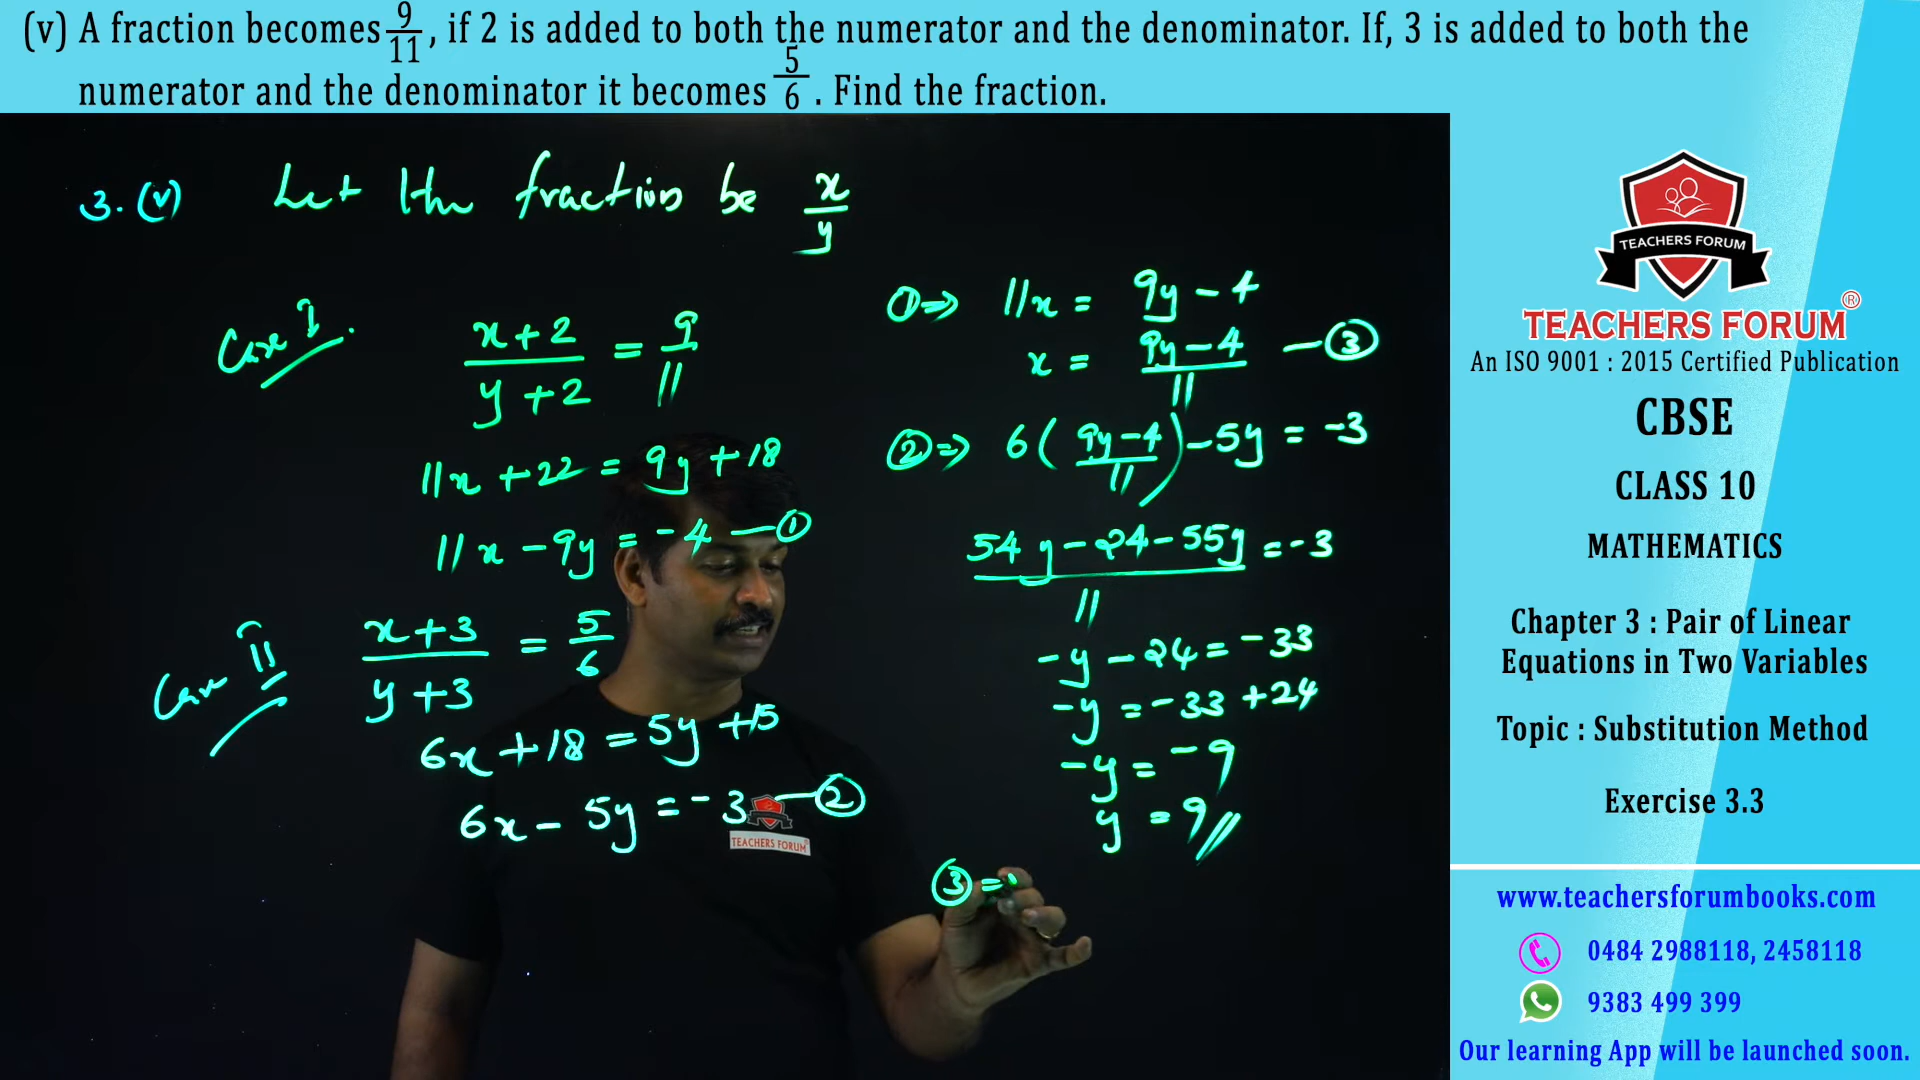 (v) A fraction becomes 9/11, if 2 is added to both the numerator and the denominator. If, 3 is added to both the
numerator and the denominator it becomes 5/6. Find the fraction.
3. (v) Let the fraction be x/y
Case I
(x+2)/(y+2) = 9/11
11x + 22 = 9y + 18
11x - 9y = -4 — ①
Case II
(x+3)/(y+3) = 5/6
6x + 18 = 5y + 15
6x - 5y = -3 — ②
① ⇒ 11x = 9y - 4
x = (9y - 4)/11 — ③
② ⇒ 6((9y-4)/11) - 5y = -3
(54y - 24 - 55y)/11 = -3
-y - 24 = -33
-y = -33 + 24
-y = -9
y = 9//
③ =
TEACHERS FORUM
TEACHERS FORUM
TEACHERS FORUM®
An ISO 9001 : 2015 Certified Publication
CBSE
CLASS 10
MATHEMATICS
Chapter 3 : Pair of Linear
Equations in Two Variables
Topic : Substitution Method
Exercise 3.3
www.teachersforumbooks.com
0484 2988118, 2458118
9383 499 399
Our learning App will be launched soon.